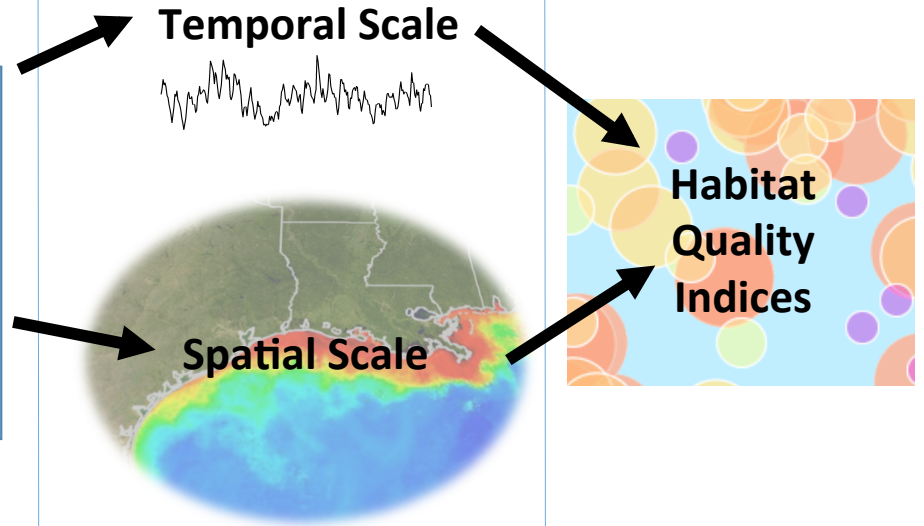 Temporal Scale
Habitat
Quality
Indices
Spatial Scale